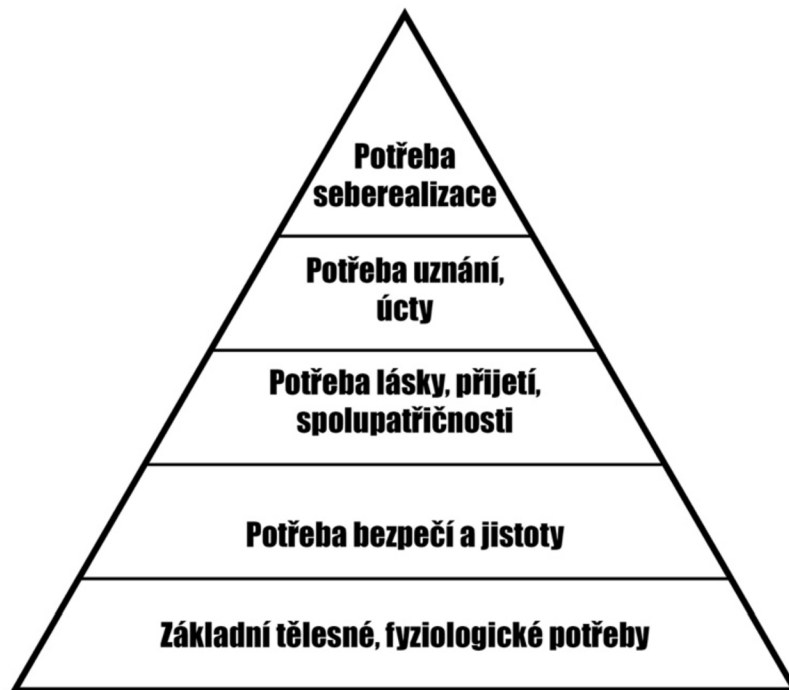 Potřeba
seberealizace
Potřeba uznání,
úcty
Potřeba lásky, přijetí,
spolupatřičnosti
Potřeba bezpečí a jistoty
Základní tělesné, fyziologické potřeby